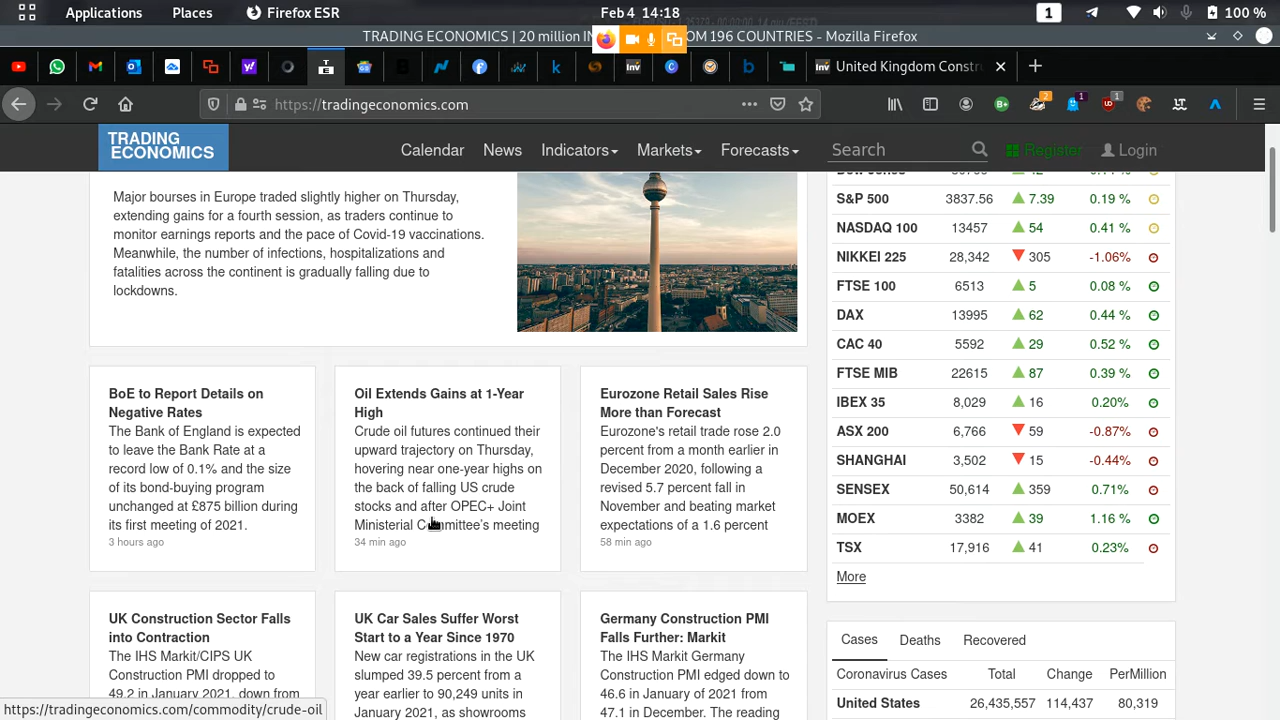 Applications Places Firefox ESR Feb 4 14:18 1 100 %
TRADING ECONOMICS | 20 million IN OM 196 COUNTRIES - Mozilla Firefox
United Kingdom Constr
https://tradingeconomics.com
TRADING
ECONOMICS
Calendar News Indicators Markets Forecasts Search Register Login
Major bourses in Europe traded slightly higher on Thursday,
extending gains for a fourth session, as traders continue to
monitor earnings reports and the pace of Covid-19 vaccinations.
Meanwhile, the number of infections, hospitalizations and
fatalities across the continent is gradually falling due to
lockdowns.
S&P 500 3837.56 7.39 0.19 %
NASDAQ 100 13457 54 0.41 %
NIKKEI 225 28,342 305 -1.06%
FTSE 100 6513 5 0.08 %
DAX 13995 62 0.44 %
CAC 40 5592 29 0.52 %
FTSE MIB 22615 87 0.39 %
IBEX 35 8,029 16 0.20%
ASX 200 6,766 59 -0.87%
SHANGHAI 3,502 15 -0.44%
SENSEX 50,614 359 0.71%
MOEX 3382 39 1.16 %
TSX 17,916 41 0.23%
More
BoE to Report Details on
Negative Rates
The Bank of England is expected
to leave the Bank Rate at a
record low of 0.1% and the size
of its bond-buying program
unchanged at £875 billion during
its first meeting of 2021.
3 hours ago
Oil Extends Gains at 1-Year
High
Crude oil futures continued their
upward trajectory on Thursday,
hovering near one-year highs on
the back of falling US crude
stocks and after OPEC+ Joint
Ministerial Committee's meeting
34 min ago
Eurozone Retail Sales Rise
More than Forecast
Eurozone's retail trade rose 2.0
percent from a month earlier in
December 2020, following a
revised 5.7 percent fall in
November and beating market
expectations of a 1.6 percent
58 min ago
UK Construction Sector Falls
into Contraction
The IHS Markit/CIPS UK
Construction PMI dropped to
49.2 in January 2021, down from
UK Car Sales Suffer Worst
Start to a Year Since 1970
New car registrations in the UK
slumped 39.5 percent from a
year earlier to 90,249 units in
January 2021, as showrooms
Germany Construction PMI
Falls Further: Markit
The IHS Markit Germany
Construction PMI edged down to
46.6 in January of 2021 from
47.1 in December. The reading
Cases Deaths Recovered
Coronavirus Cases Total Change PerMillion
United States 26,435,557 114,437 80,319
https://tradingeconomics.com/commodity/crude-oil